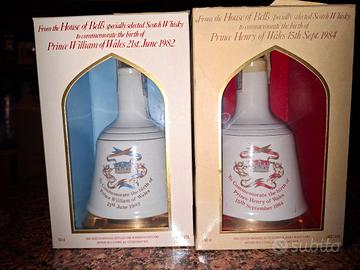 From the House of Bells specially selected Scotch Whisky
to commemorate the birth of
Prince William of Wales 21st. June 1982
To Commemorate the birth of
Prince William of Wales
21st June 1982
From the House of Bells specially selected Scotch Whisky
to commemorate the birth of
Prince Henry of Wales 15th Sept. 1984
To Commemorate the birth of
Prince Henry of Wales
15th September 1984
subito